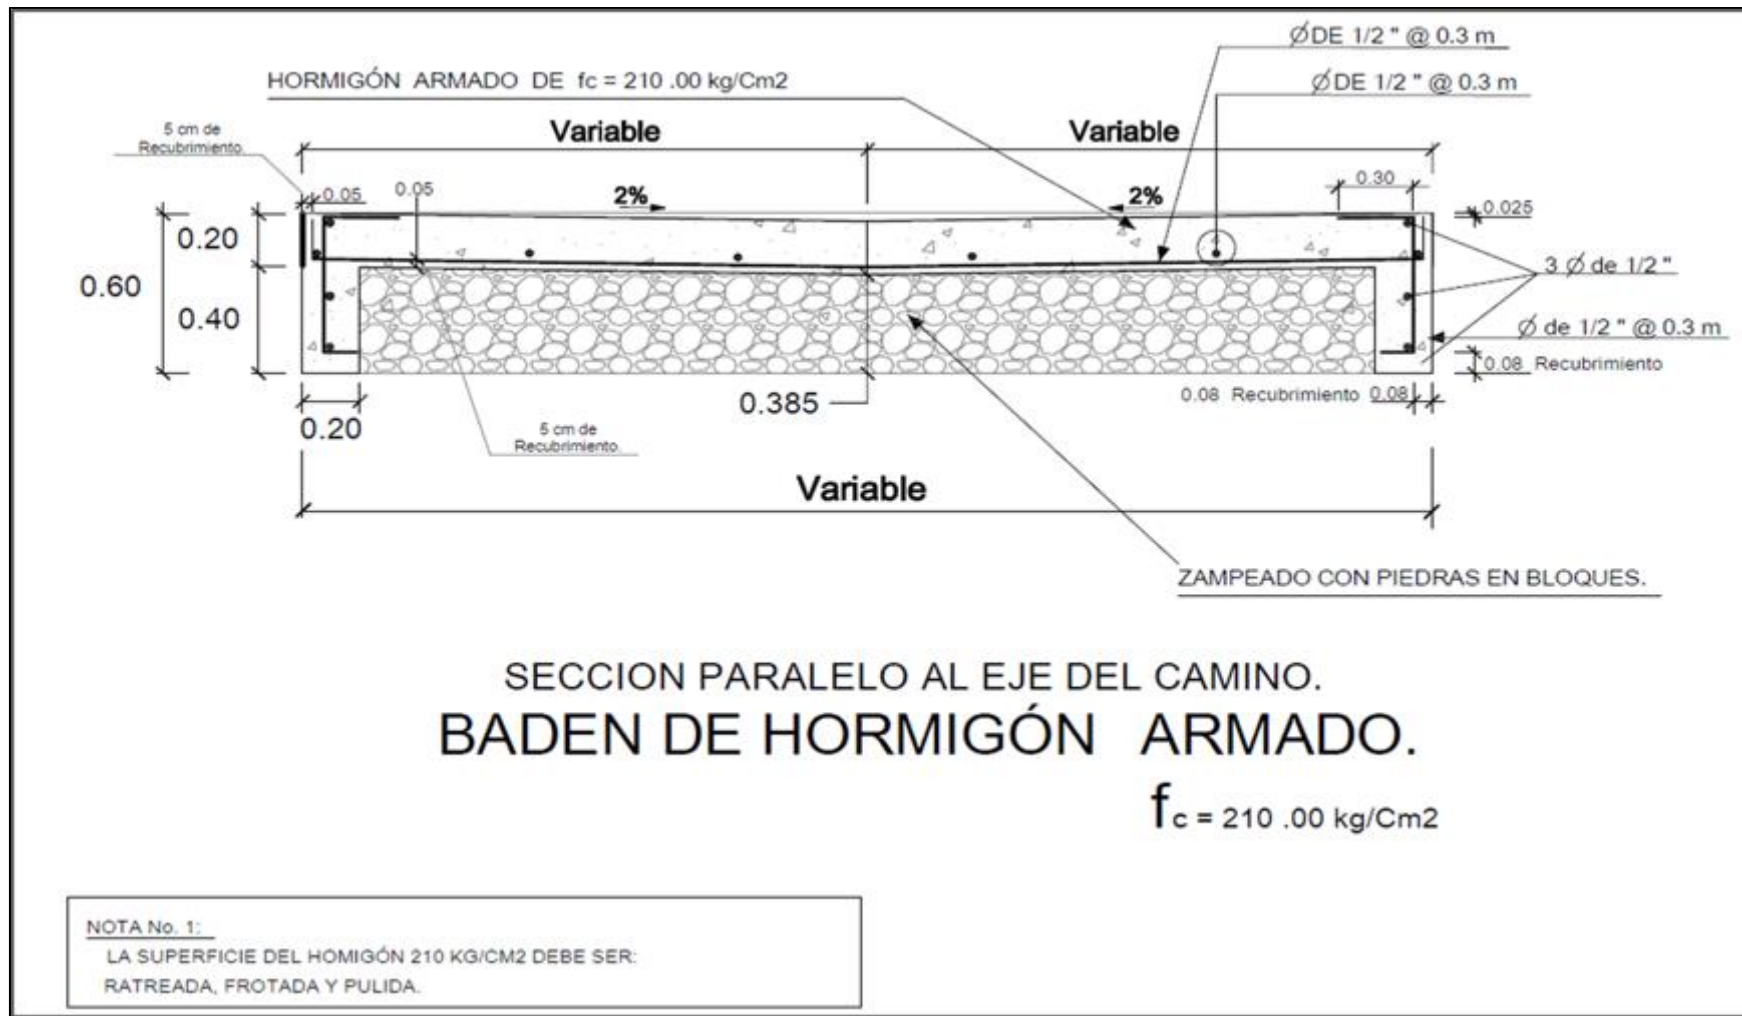 ØDE 1/2 " @ 0.3 m
HORMIGÓN ARMADO DE fc = 210 .00 kg/Cm2
ØDE 1/2 " @ 0.3 m
5 cm de
Recubrimiento.
Variable
Variable
0.05
0.05
2%
2%
0.30
0.025
0.20
0.60
0.40
3 Ø de 1/2"
Ø de 1/2" @ 0.3 m
0.08 Recubrimiento
0.08 Recubrimiento 0.08
0.385
0.20
5 cm de
Recubrimiento.
Variable
ZAMPEADO CON PIEDRAS EN BLOQUES.
SECCION PARALELO AL EJE DEL CAMINO.
BADEN DE HORMIGÓN ARMADO.
fc = 210 .00 kg/Cm2
NOTA No. 1:
LA SUPERFICIE DEL HOMIGÓN 210 KG/CM2 DEBE SER:
RATREADA, FROTADA Y PULIDA.